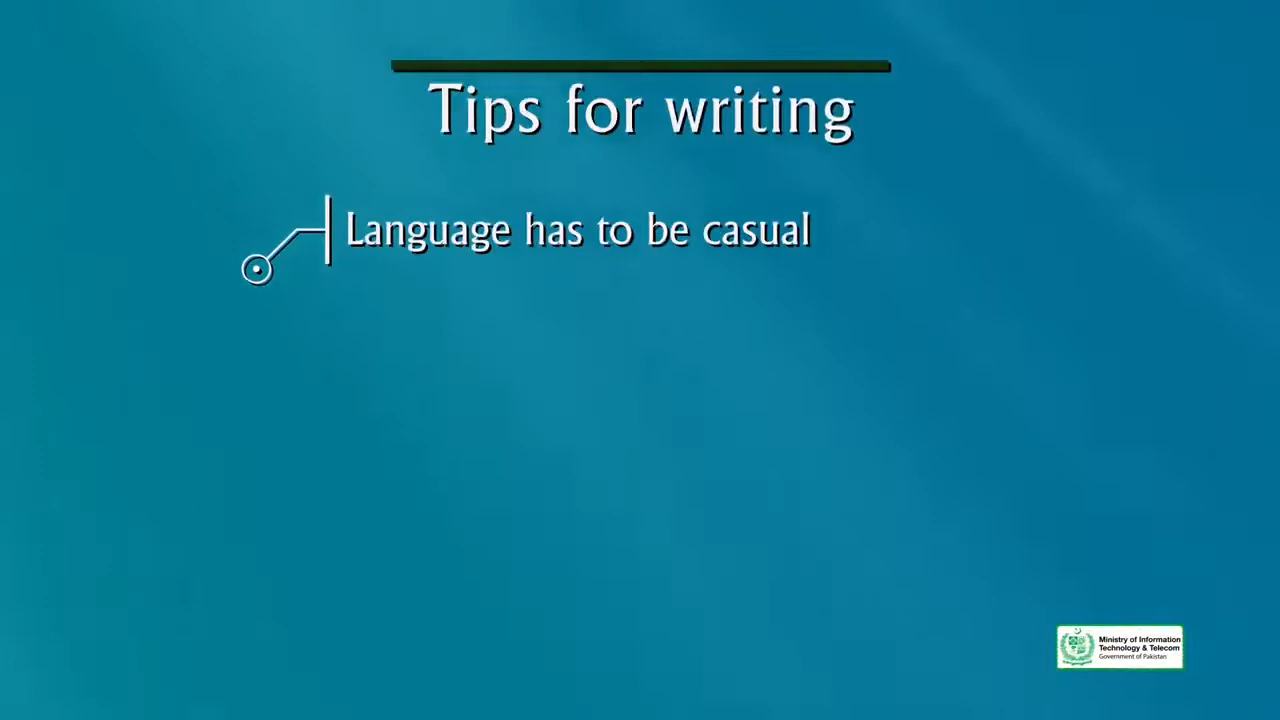 Tips for writing
Language has to be casual
Ministry of Information
Technology & Telecom
Government of Pakistan